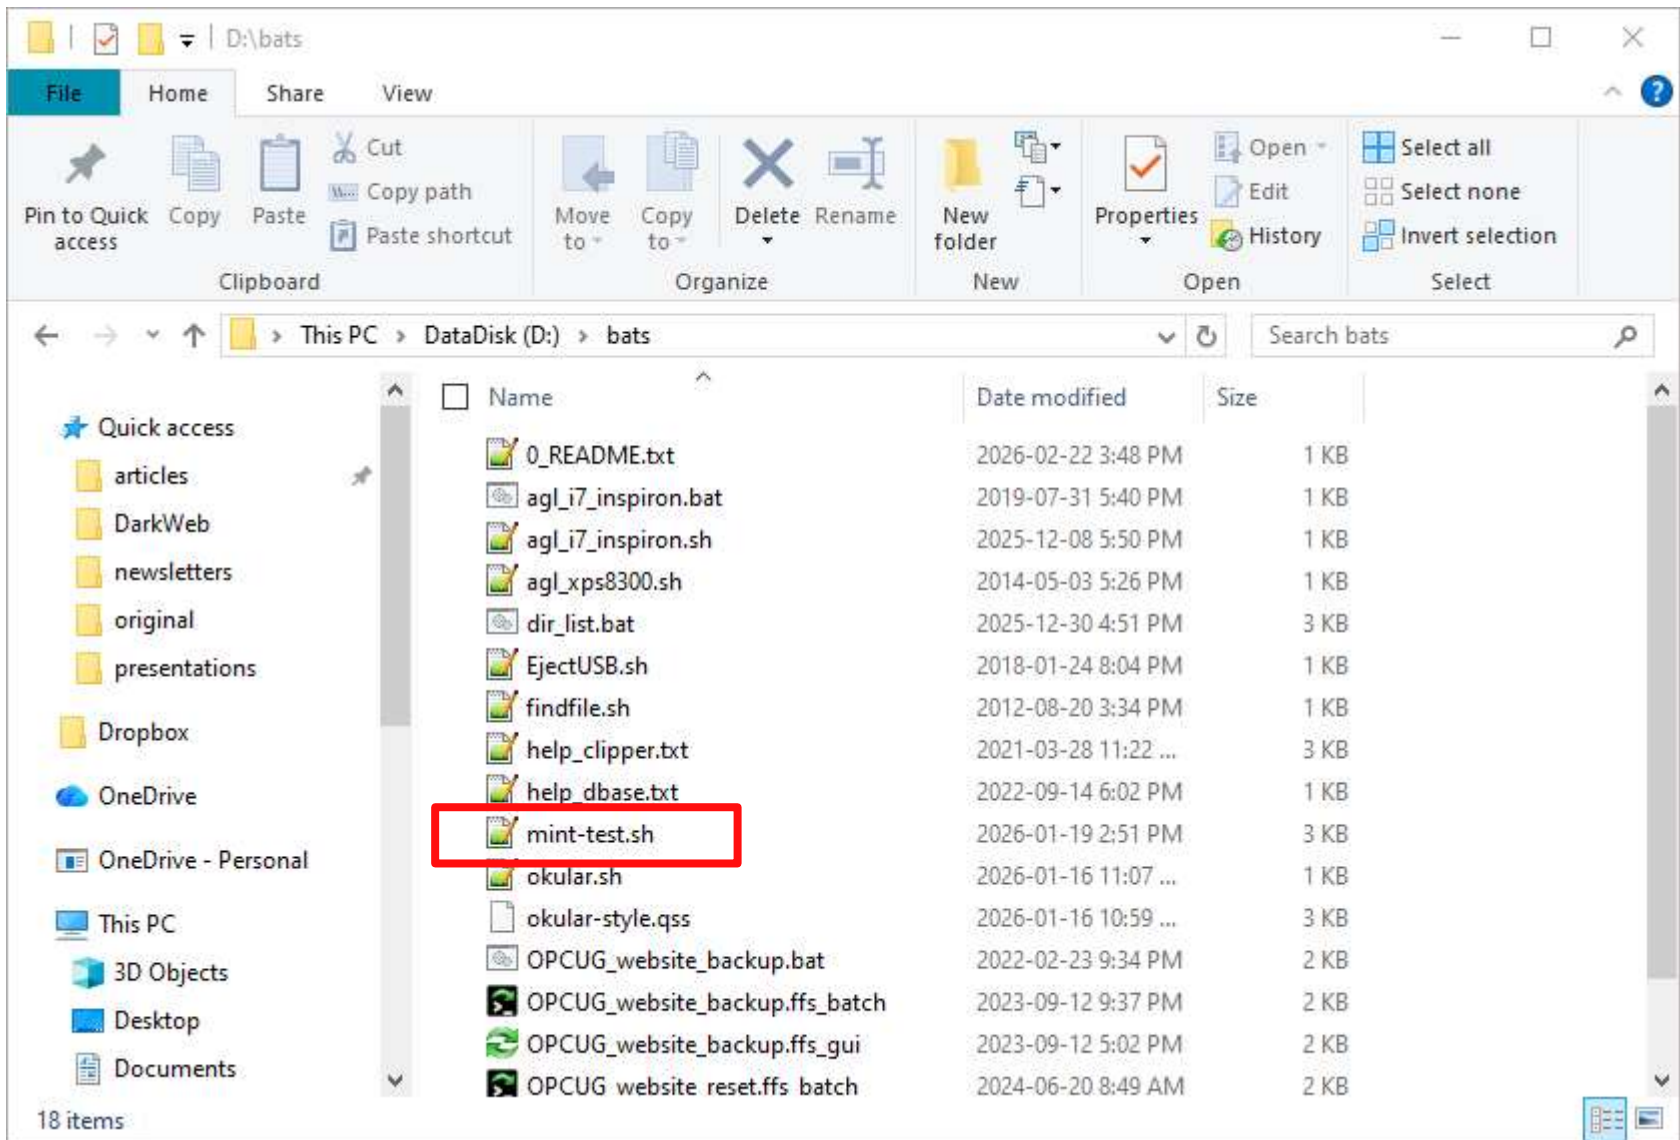 D:\bats
File Home Share View
Cut
Copy path
Paste shortcut
Pin to Quick access
Copy
Paste
Move to
Copy to
Delete
Rename
New folder
Properties
Open
Edit
History
Select all
Select none
Invert selection
Clipboard Organize New Open Select
This PC > DataDisk (D:) > bats
Search bats
Quick access
articles
DarkWeb
newsletters
original
presentations
Dropbox
OneDrive
OneDrive - Personal
This PC
3D Objects
Desktop
Documents
Name Date modified Size
0_README.txt 2026-02-22 3:48 PM 1 KB
agl_i7_inspiron.bat 2019-07-31 5:40 PM 1 KB
agl_i7_inspiron.sh 2025-12-08 5:50 PM 1 KB
agl_xps8300.sh 2014-05-03 5:26 PM 1 KB
dir_list.bat 2025-12-30 4:51 PM 3 KB
EjectUSB.sh 2018-01-24 8:04 PM 1 KB
findfile.sh 2012-08-20 3:34 PM 1 KB
help_clipper.txt 2021-03-28 11:22 ... 3 KB
help_dbase.txt 2022-09-14 6:02 PM 1 KB
mint-test.sh 2026-01-19 2:51 PM 3 KB
okular.sh 2026-01-16 11:07 ... 1 KB
okular-style.qss 2026-01-16 10:59 ... 3 KB
OPCUG_website_backup.bat 2022-02-23 9:34 PM 2 KB
OPCUG_website_backup.ffs_batch 2023-09-12 9:37 PM 2 KB
OPCUG_website_backup.ffs_gui 2023-09-12 5:02 PM 2 KB
OPCUG_website_reset.ffs_batch 2024-06-20 8:49 AM 2 KB
18 items